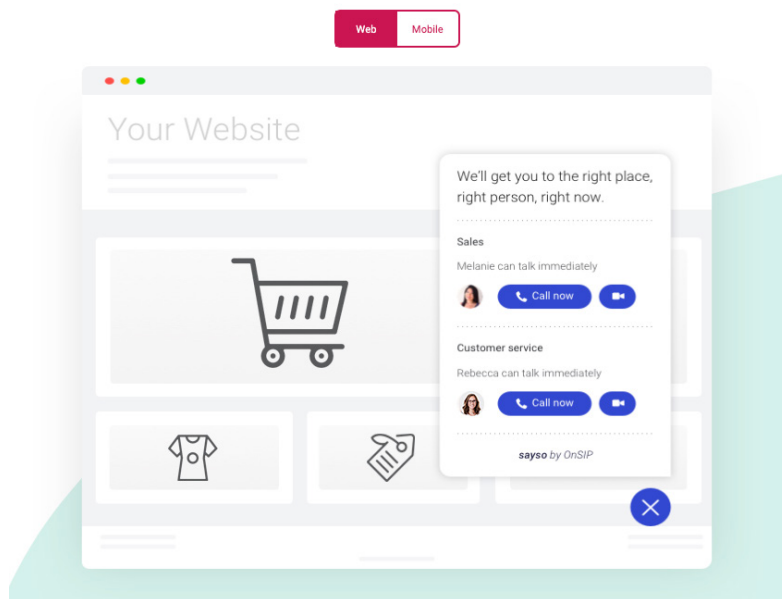 Web Mobile
Your Website
We'll get you to the right place,
right person, right now.
Sales
Melanie can talk immediately
Call now
Customer service
Rebecca can talk immediately
Call now
sayso by OnSIP